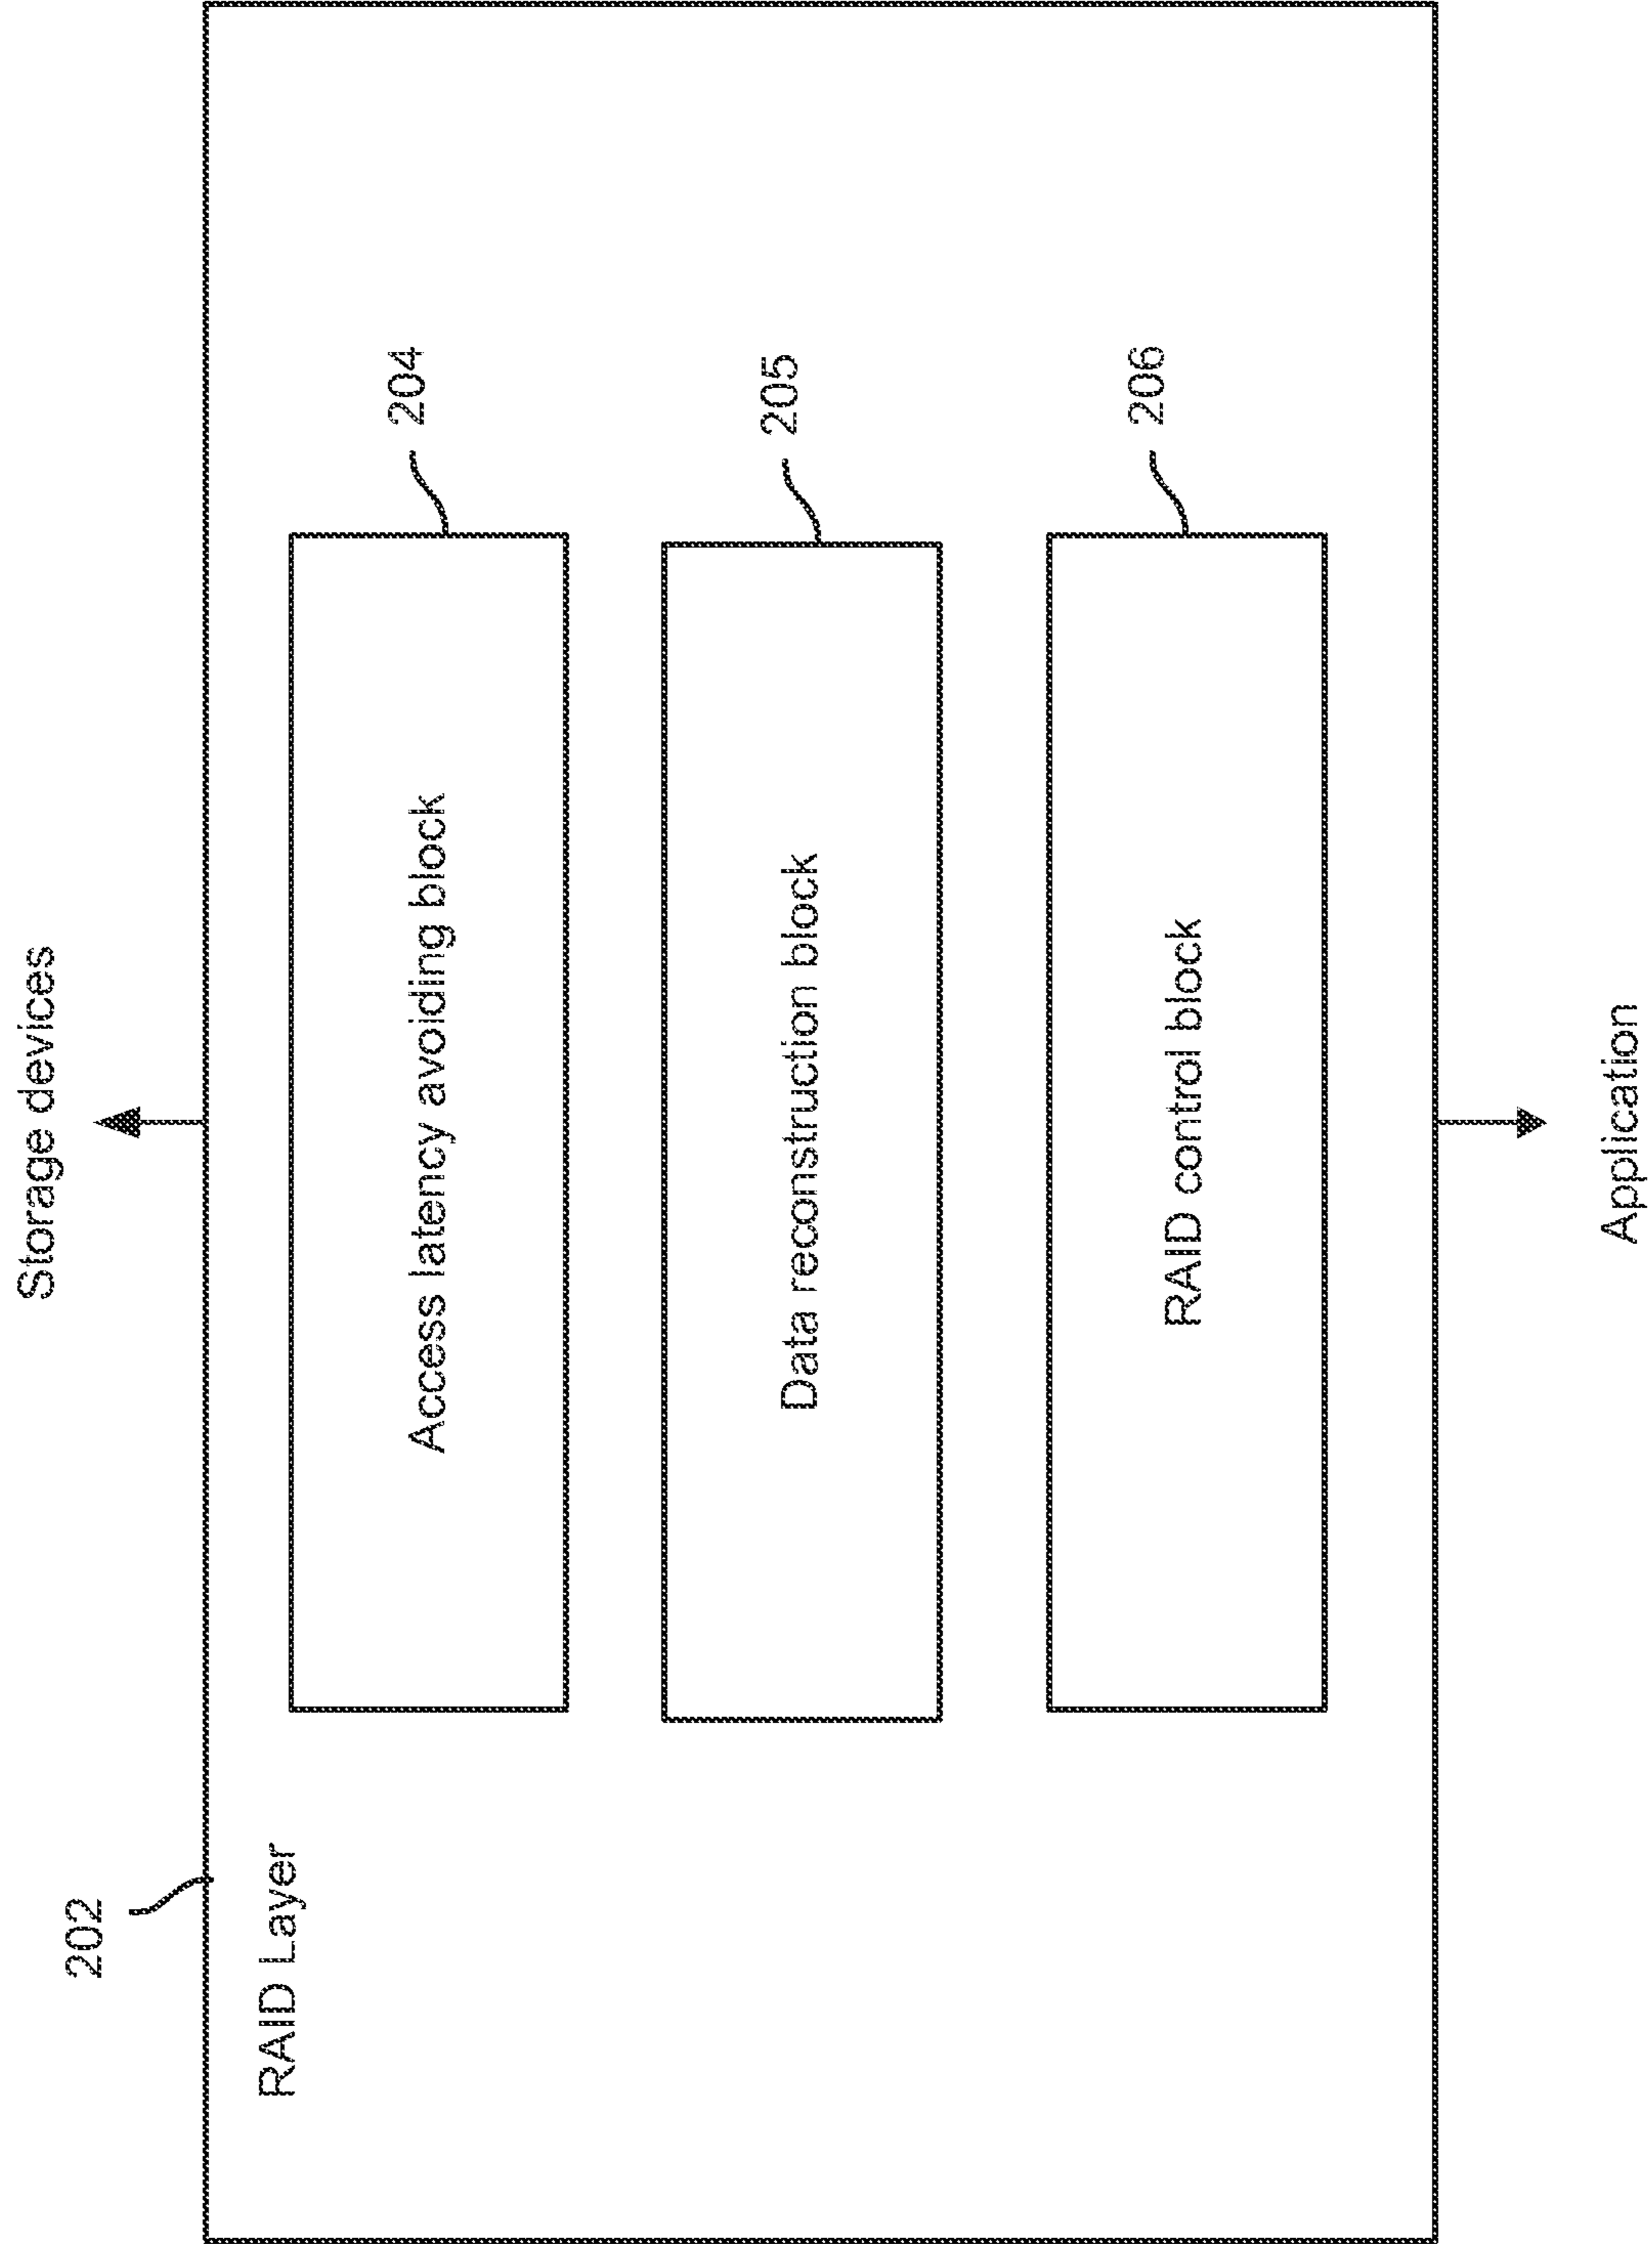 Storage devices
202
RAID Layer
Access latency avoiding block
204
Data reconstruction block
205
RAID control block
206
Application